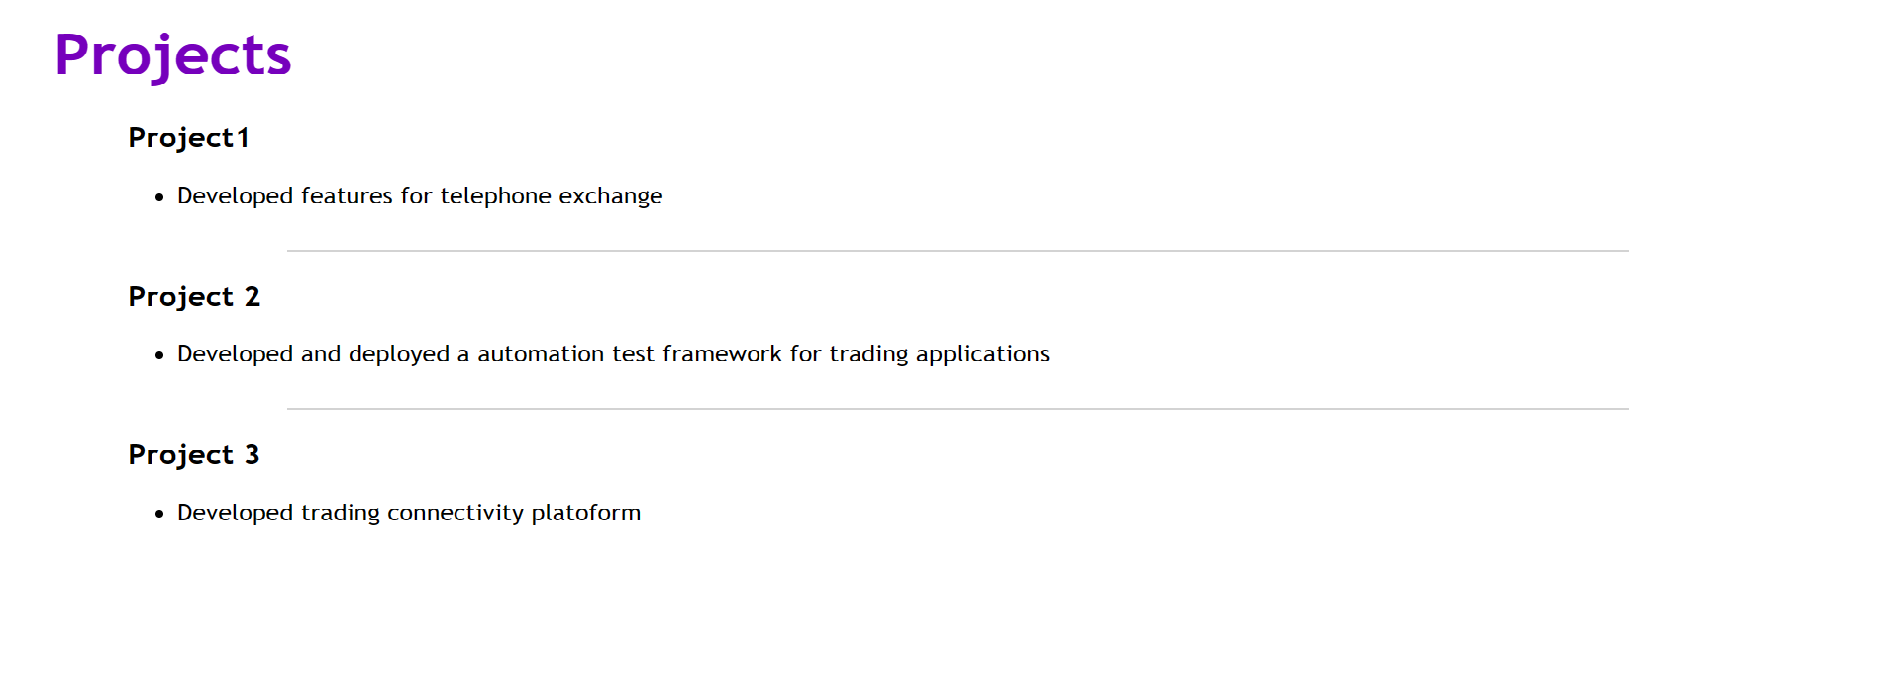 Projects
Project1
• Developed features for telephone exchange
Project 2
• Developed and deployed a automation test framework for trading applications
Project 3
• Developed trading connectivity platoform